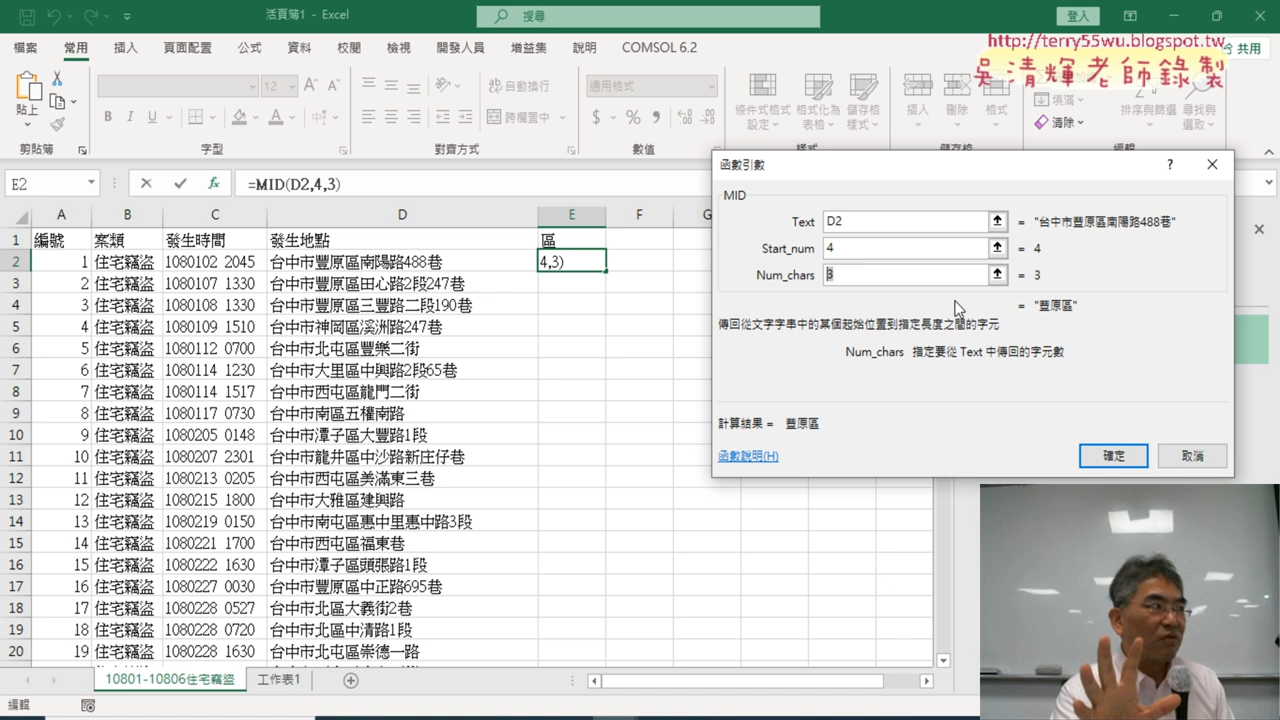 活頁簿1 - Excel
搜尋
登入
檔案 常用 插入 頁面配置 公式 資料 校閱 檢視 開發人員 增益集 說明 COMSOL 6.2
共用
http://terry55wu.blogspot.tw
吳清輝老師錄製
貼上
12
自動換行
跨欄置中
通用格式
條件式格式設定
格式化為表格
儲存格樣式
插入 刪除 格式
填滿
清除
排序與篩選
尋找與選取
剪貼簿 字型 對齊方式 數值
E2
=MID(D2,4,3)
A B C D E F G
1 編號 案類 發生時間 發生地點 區
2 1 住宅竊盜 1080102 2045 台中市豐原區南陽路488巷 4,3)
3 2 住宅竊盜 1080107 1330 台中市豐原區田心路2段247巷
4 3 住宅竊盜 1080108 1330 台中市豐原區三豐路二段190巷
5 4 住宅竊盜 1080109 1510 台中市神岡區溪洲路247巷
6 5 住宅竊盜 1080112 0700 台中市北屯區豐樂二街
7 6 住宅竊盜 1080114 1230 台中市大里區中興路2段65巷
8 7 住宅竊盜 1080114 1517 台中市西屯區龍門二街
9 8 住宅竊盜 1080117 0730 台中市南區五權南路
10 9 住宅竊盜 1080205 0148 台中市潭子區大豐路1段
11 10 住宅竊盜 1080207 2301 台中市龍井區中沙路新庄仔巷
12 11 住宅竊盜 1080213 0205 台中市西屯區美滿東三巷
13 12 住宅竊盜 1080215 1800 台中市大雅區建興路
14 13 住宅竊盜 1080219 0150 台中市南屯區惠中里惠中路3段
15 14 住宅竊盜 1080221 1700 台中市西屯區福東巷
16 15 住宅竊盜 1080222 1630 台中市潭子區頭張路1段
17 16 住宅竊盜 1080227 0030 台中市豐原區中正路695巷
18 17 住宅竊盜 1080228 0527 台中市北區大義街2巷
19 18 住宅竊盜 1080228 0720 台中市北區中清路1段
20 19 住宅竊盜 1080228 1630 台中市北區崇德一路
函數引數
?
MID
Text D2 = "台中市豐原區南陽路488巷"
Start_num 4 = 4
Num_chars 3 = 3
= "豐原區"
傳回從文字字串中的某個起始位置到指定長度之間的字元
Num_chars 指定要從 Text 中傳回的字元數
計算結果 = 豐原區
函數說明(H)
確定 取消
10801-10806住宅竊盜 工作表1
編輯